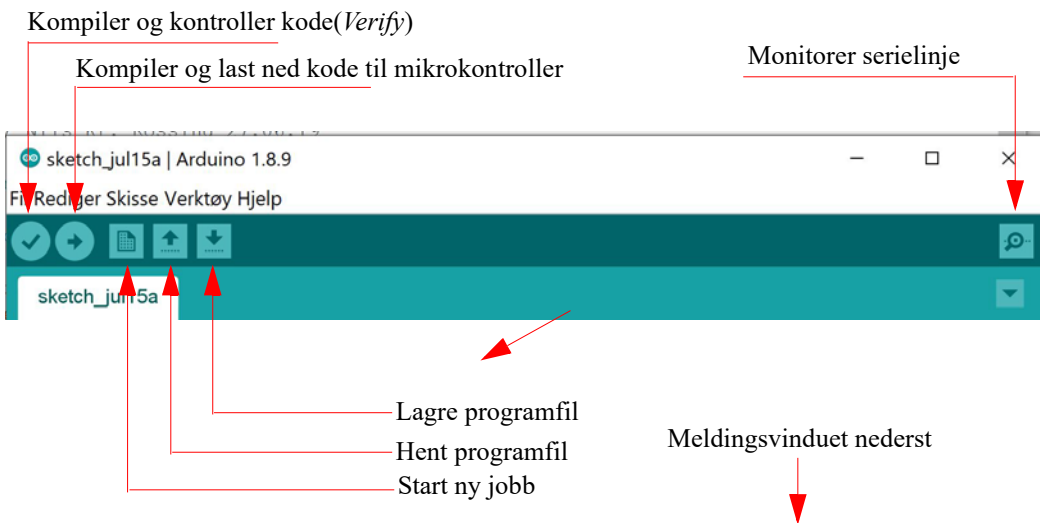 Kompiler og kontroller kode(Verify)
Monitorer serielinje
Kompiler og last ned kode til mikrokontroller
sketch_jul15a | Arduino 1.8.9
Fil Rediger Skisse Verktøy Hjelp
sketch_jul15a
Lagre programfil
Meldingsvinduet nederst
Hent programfil
Start ny jobb